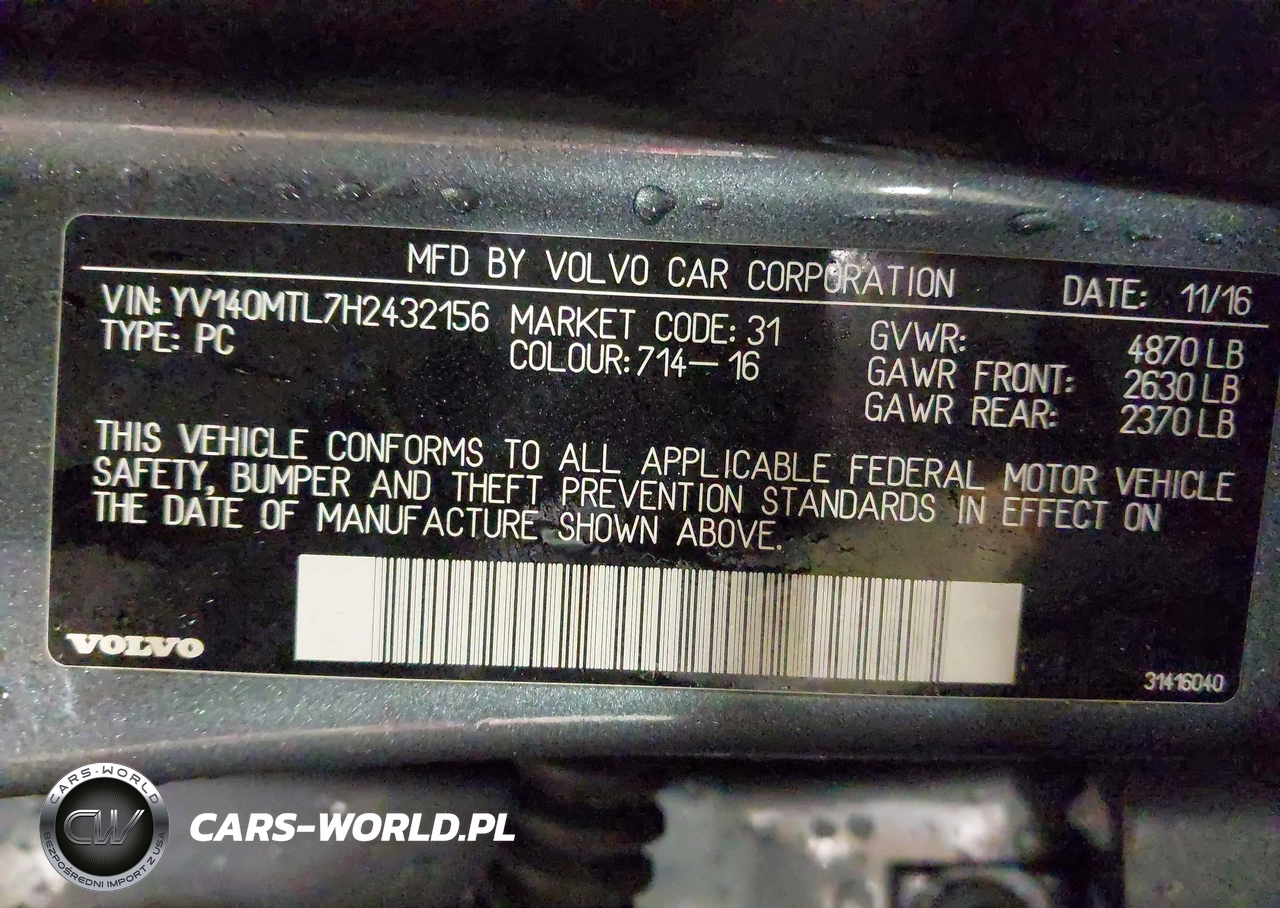 MFD BY VOLVO CAR CORPORATION DATE: 11/16
VIN: YV140MTL7H2432156 MARKET CODE: 31 GVWR: 4870 LB
TYPE: PC COLOUR: 714-16 GAWR FRONT: 2630 LB
GAWR REAR: 2370 LB
THIS VEHICLE CONFORMS TO ALL APPLICABLE FEDERAL MOTOR VEHICLE
SAFETY, BUMPER AND THEFT PREVENTION STANDARDS IN EFFECT ON
THE DATE OF MANUFACTURE SHOWN ABOVE.
VOLVO
31416040
CARS-WORLD
CW
BEZPOŚREDNI IMPORT Z USA
CARS-WORLD.PL